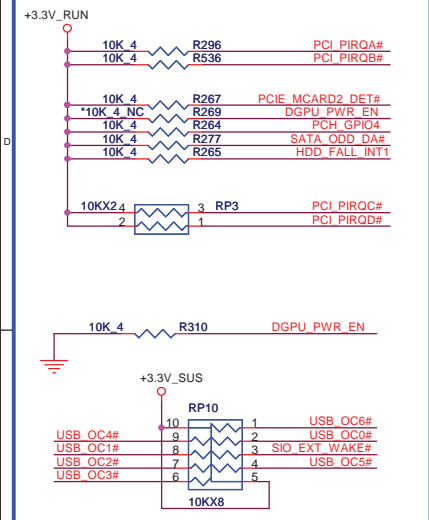 +3.3V_RUN
10K_4 R296 PCI_PIRQA#
10K_4 R536 PCI_PIRQB#
10K_4 R267 PCIE_MCARD2_DET#
*10K_4_NC R269 DGPU_PWR_EN
10K_4 R264 PCH_GPIO4
D
10K_4 R277 SATA_ODD_DA#
10K_4 R265 HDD_FALL_INT1
10KX2 4 3 RP3 PCI_PIRQC#
2 1 PCI_PIRQD#
10K_4 R310 DGPU_PWR_EN
+3.3V_SUS
RP10
10 1 USB_OC6#
USB_OC4# 9 2 USB_OC0#
USB_OC1# 8 3 SIO_EXT_WAKE#
USB_OC2# 7 4 USB_OC5#
USB_OC3# 6 5
10KX8